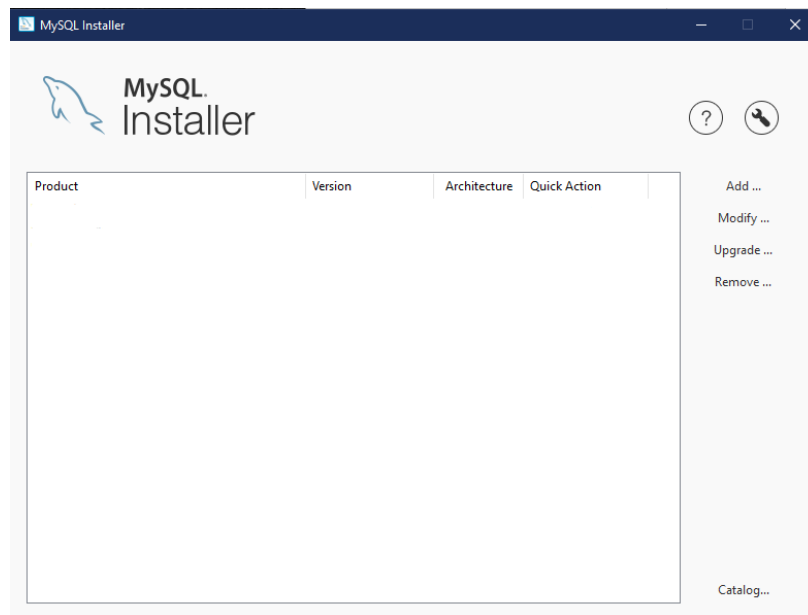 MySQL Installer
MySQL.
Installer
?
Product Version Architecture Quick Action
Add ...
Modify ...
Upgrade ...
Remove ...
Catalog...